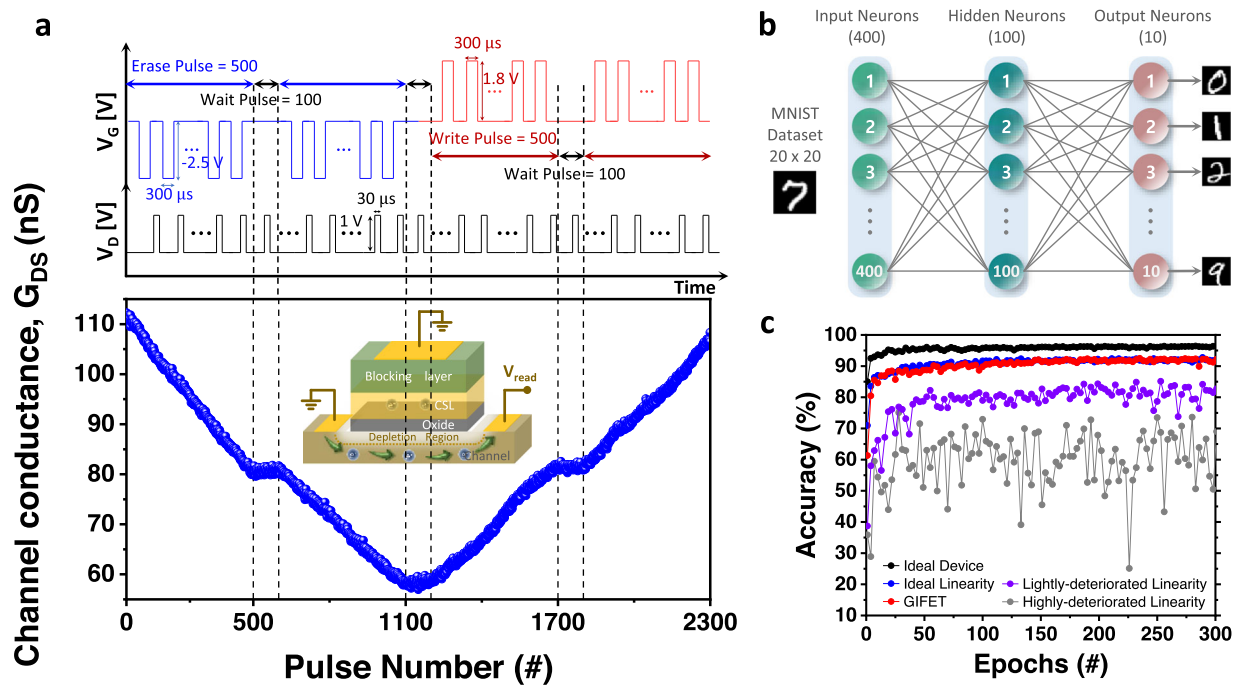 a
Erase Pulse = 500
Wait Pulse = 100
300 µs
1.8 V
...
...
V_G [V]
...
-2.5 V
300 µs
...
Write Pulse = 500
Wait Pulse = 100
V_D [V]
30 µs
1 V
...
...
...
...
...
...
...
Time
Channel conductance, G_DS (nS)
110
100
90
80
70
60
Blocking layer
CSL
Oxide
Depletion Region
Channel
V_read
0
500
1100
1700
2300
Pulse Number (#)
b
Input Neurons
(400)
Hidden Neurons
(100)
Output Neurons
(10)
MNIST
Dataset
20 x 20
7
1
2
3
400
1
2
3
100
1
2
3
10
0
1
2
9
c
Accuracy (%)
100
90
80
70
60
50
40
30
20
10
Ideal Device
Ideal Linearity
GIFET
Lightly-deteriorated Linearity
Highly-deteriorated Linearity
0
50
100
150
200
250
300
Epochs (#)